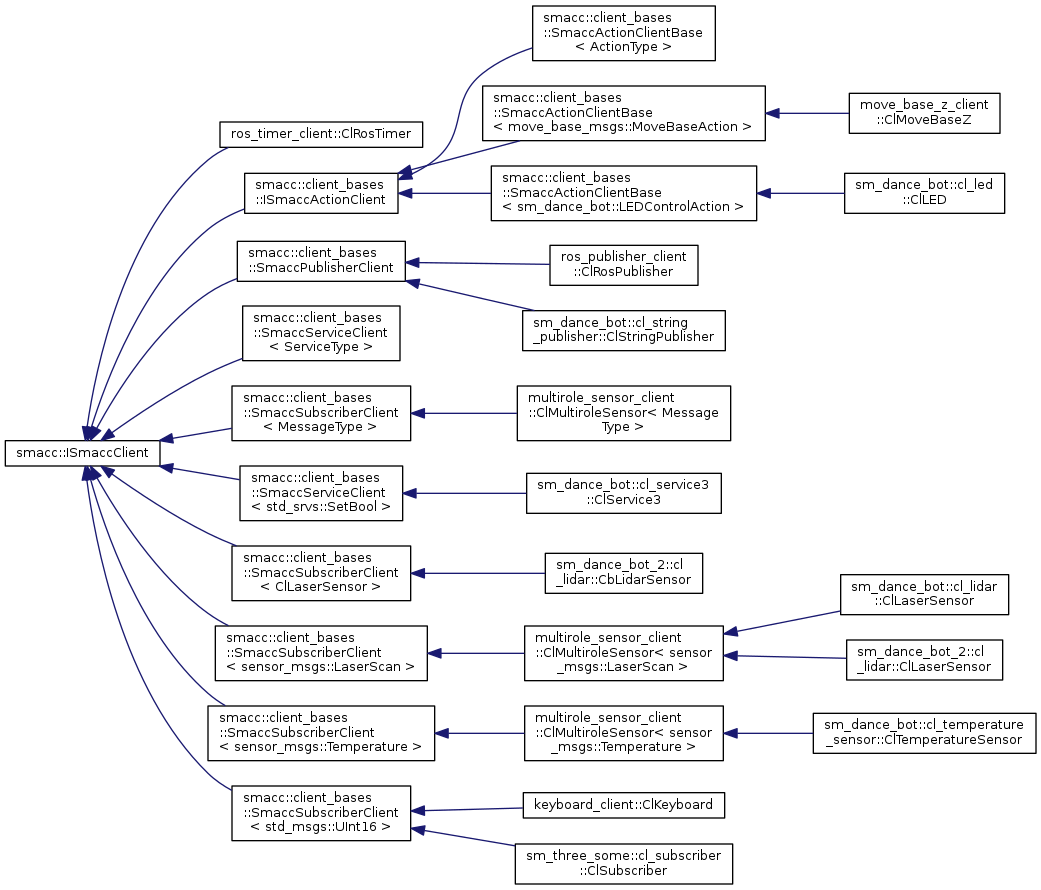 smacc::client_bases
::SmaccActionClientBase
< ActionType >
smacc::client_bases
::SmaccActionClientBase
< move_base_msgs::MoveBaseAction >
move_base_z_client
::ClMoveBaseZ
ros_timer_client::ClRosTimer
smacc::client_bases
::ISmaccActionClient
smacc::client_bases
::SmaccActionClientBase
< sm_dance_bot::LEDControlAction >
sm_dance_bot::cl_led
::ClLED
smacc::client_bases
::SmaccPublisherClient
ros_publisher_client
::ClRosPublisher
smacc::client_bases
::SmaccServiceClient
< ServiceType >
sm_dance_bot::cl_string
_publisher::ClStringPublisher
smacc::client_bases
::SmaccSubscriberClient
< MessageType >
multirole_sensor_client
::ClMultiroleSensor< Message
Type >
smacc::ISmaccClient
smacc::client_bases
::SmaccServiceClient
< std_srvs::SetBool >
sm_dance_bot::cl_service3
::ClService3
smacc::client_bases
::SmaccSubscriberClient
< ClLaserSensor >
sm_dance_bot_2::cl
_lidar::CbLidarSensor
smacc::client_bases
::SmaccSubscriberClient
< sensor_msgs::LaserScan >
multirole_sensor_client
::ClMultiroleSensor< sensor
_msgs::LaserScan >
sm_dance_bot::cl_lidar
::ClLaserSensor
sm_dance_bot_2::cl
_lidar::ClLaserSensor
smacc::client_bases
::SmaccSubscriberClient
< sensor_msgs::Temperature >
multirole_sensor_client
::ClMultiroleSensor< sensor
_msgs::Temperature >
sm_dance_bot::cl_temperature
_sensor::ClTemperatureSensor
smacc::client_bases
::SmaccSubscriberClient
< std_msgs::UInt16 >
keyboard_client::ClKeyboard
sm_three_some::cl_subscriber
::ClSubscriber